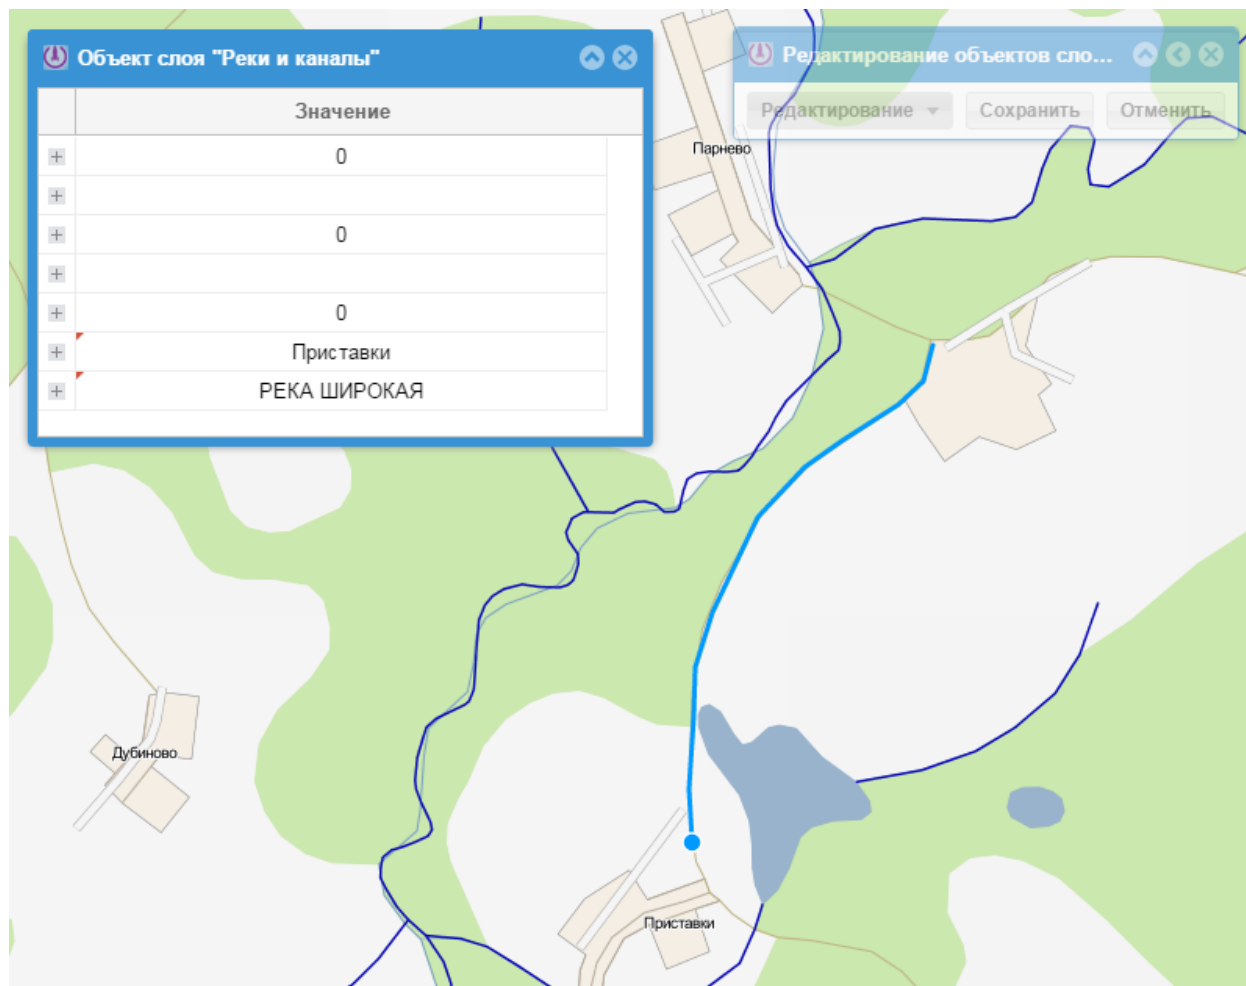 Объект слоя "Реки и каналы"
Значение
0
0
0
Приставки
РЕКА ШИРОКАЯ
Редактирование объектов сло...
Редактирование
Сохранить
Отменить
Парнево
Дубиново
Приставки